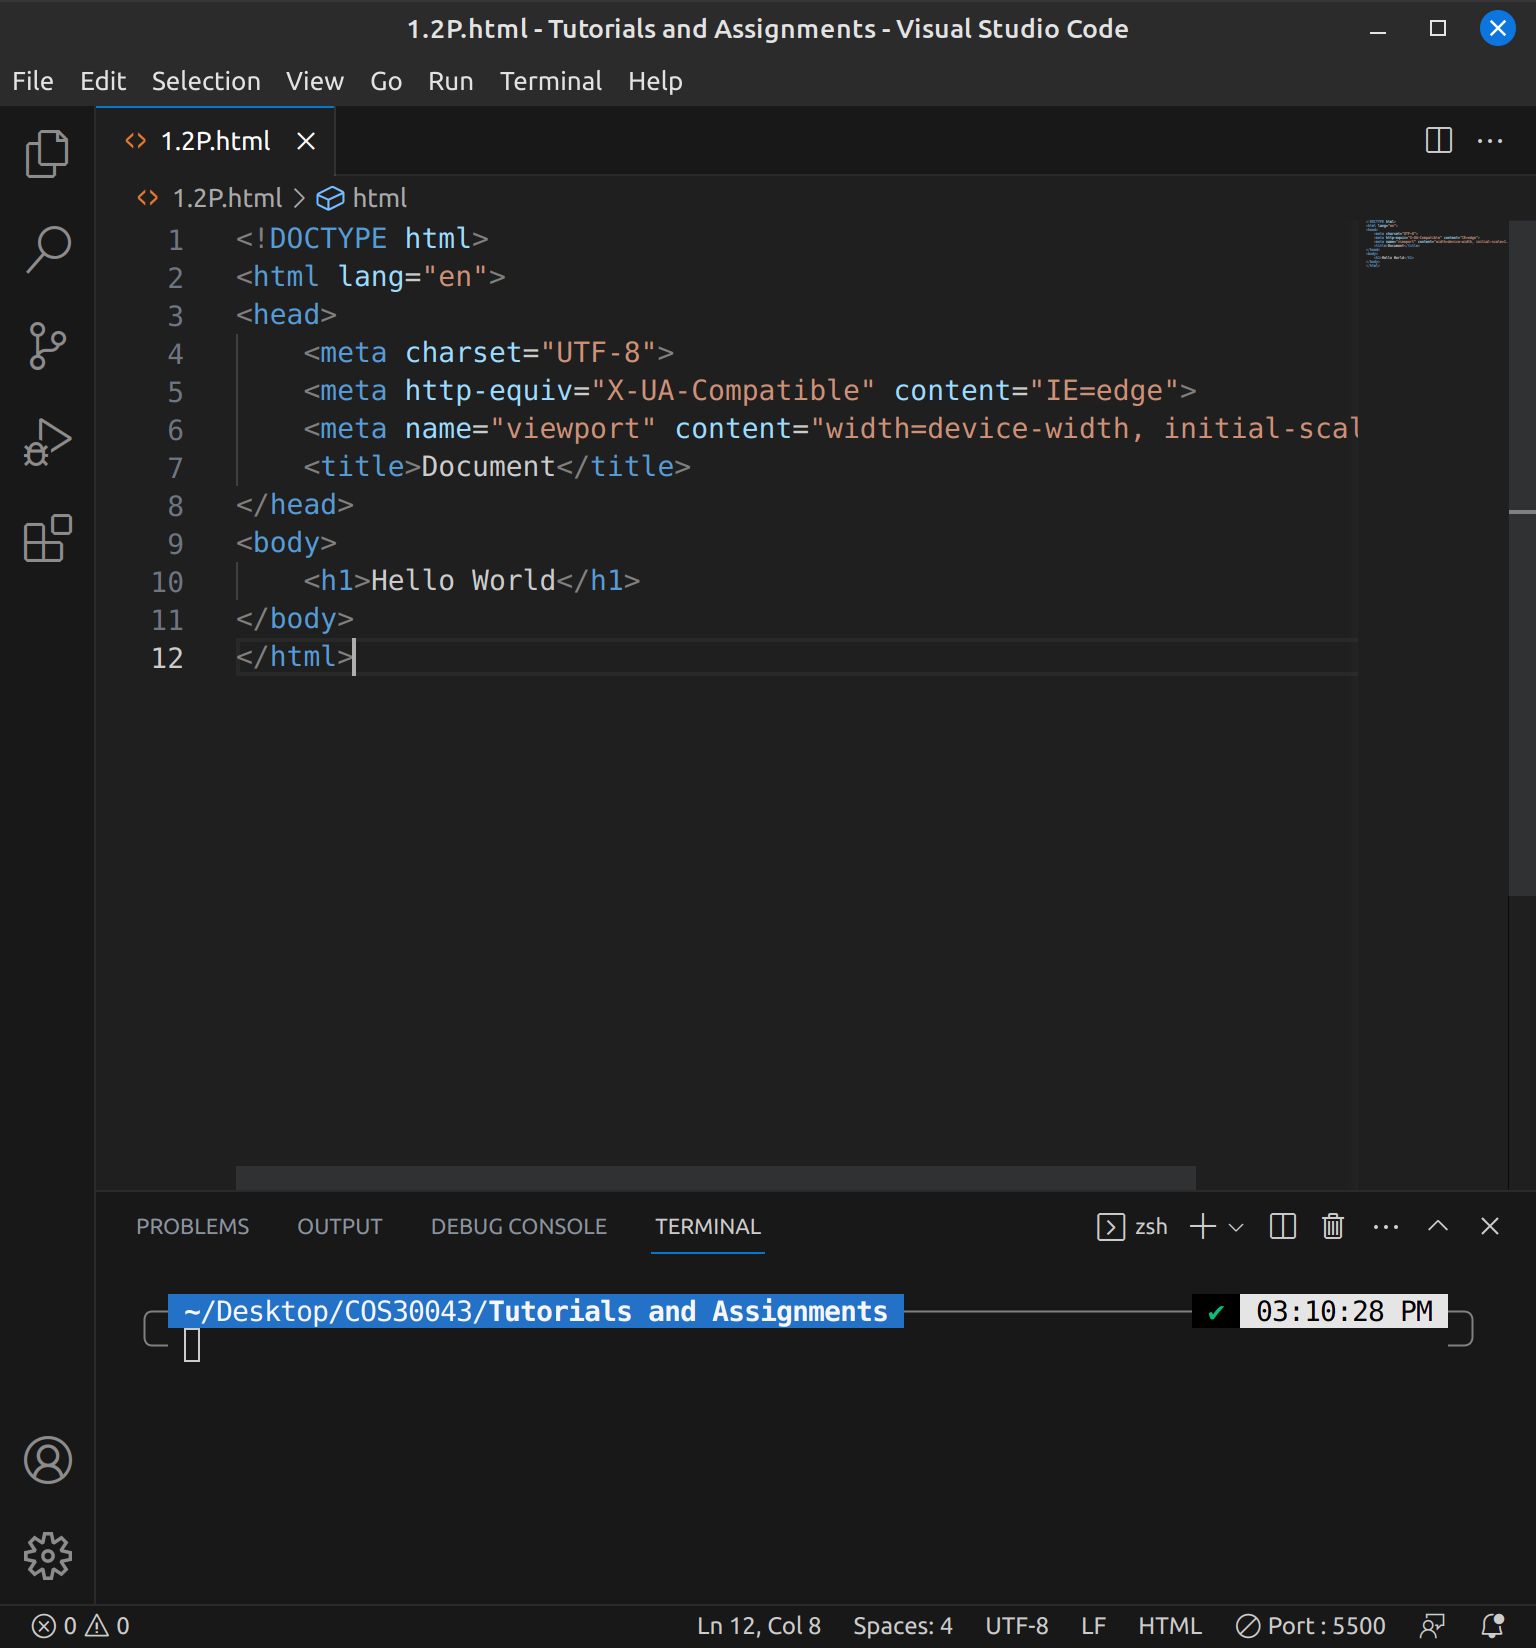 1.2P.html - Tutorials and Assignments - Visual Studio Code
File Edit Selection View Go Run Terminal Help
1.2P.html
1.2P.html > html
1 <!DOCTYPE html>
2 <html lang="en">
3 <head>
4     <meta charset="UTF-8">
5     <meta http-equiv="X-UA-Compatible" content="IE=edge">
6     <meta name="viewport" content="width=device-width, initial-scal
7     <title>Document</title>
8 </head>
9 <body>
10     <h1>Hello World</h1>
11 </body>
12 </html>
PROBLEMS OUTPUT DEBUG CONSOLE TERMINAL zsh
~/Desktop/COS30043/Tutorials and Assignments ✔ 03:10:28 PM
0 0 Ln 12, Col 8 Spaces: 4 UTF-8 LF HTML Port : 5500